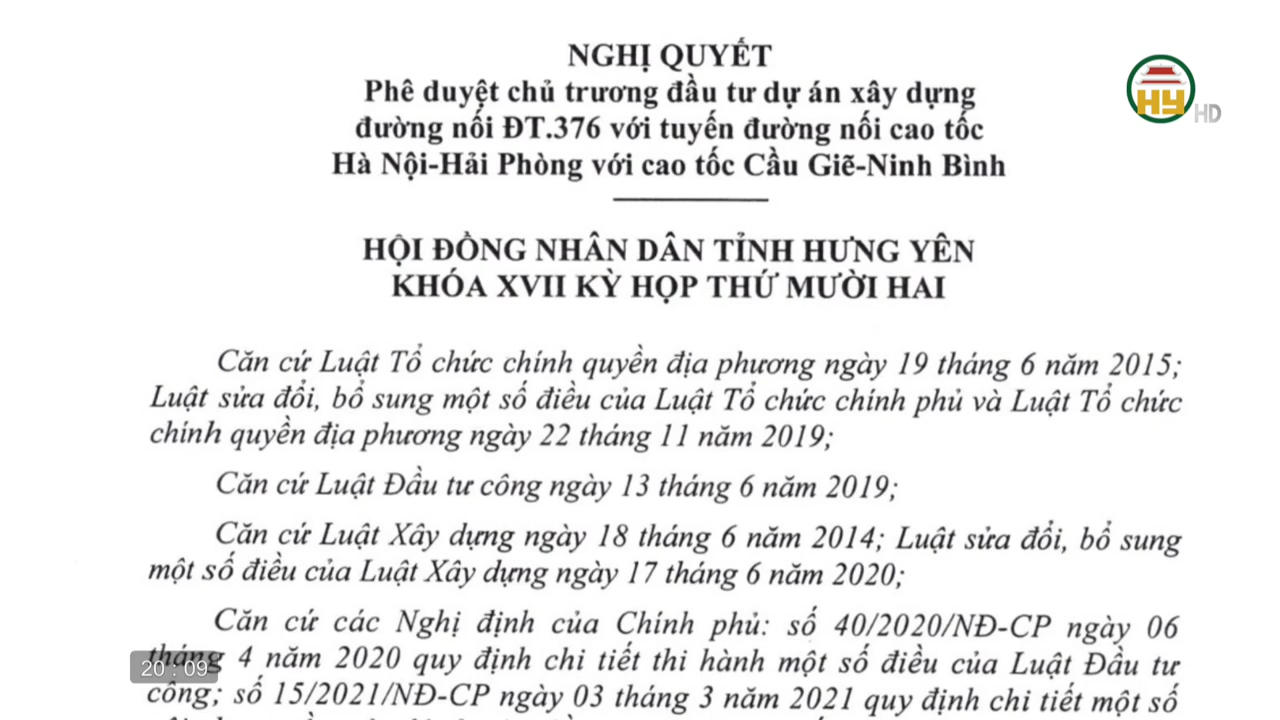 NGHỊ QUYẾT
Phê duyệt chủ trương đầu tư dự án xây dựng
đường nối ĐT.376 với tuyến đường nối cao tốc
Hà Nội-Hải Phòng với cao tốc Cầu Giẽ-Ninh Bình
HY HD
HỘI ĐỒNG NHÂN DÂN TỈNH HƯNG YÊN
KHÓA XVII KỲ HỌP THỨ MƯỜI HAI
Căn cứ Luật Tổ chức chính quyền địa phương ngày 19 tháng 6 năm 2015;
Luật sửa đổi, bổ sung một số điều của Luật Tổ chức chính phủ và Luật Tổ chức
chính quyền địa phương ngày 22 tháng 11 năm 2019;
Căn cứ Luật Đầu tư công ngày 13 tháng 6 năm 2019;
Căn cứ Luật Xây dựng ngày 18 tháng 6 năm 2014; Luật sửa đổi, bổ sung
một số điều của Luật Xây dựng ngày 17 tháng 6 năm 2020;
Căn cứ các Nghị định của Chính phủ: số 40/2020/NĐ-CP ngày 06
tháng 4 năm 2020 quy định chi tiết thi hành một số điều của Luật Đầu tư
20:09
công; số 15/2021/NĐ-CP ngày 03 tháng 3 năm 2021 quy định chi tiết một số